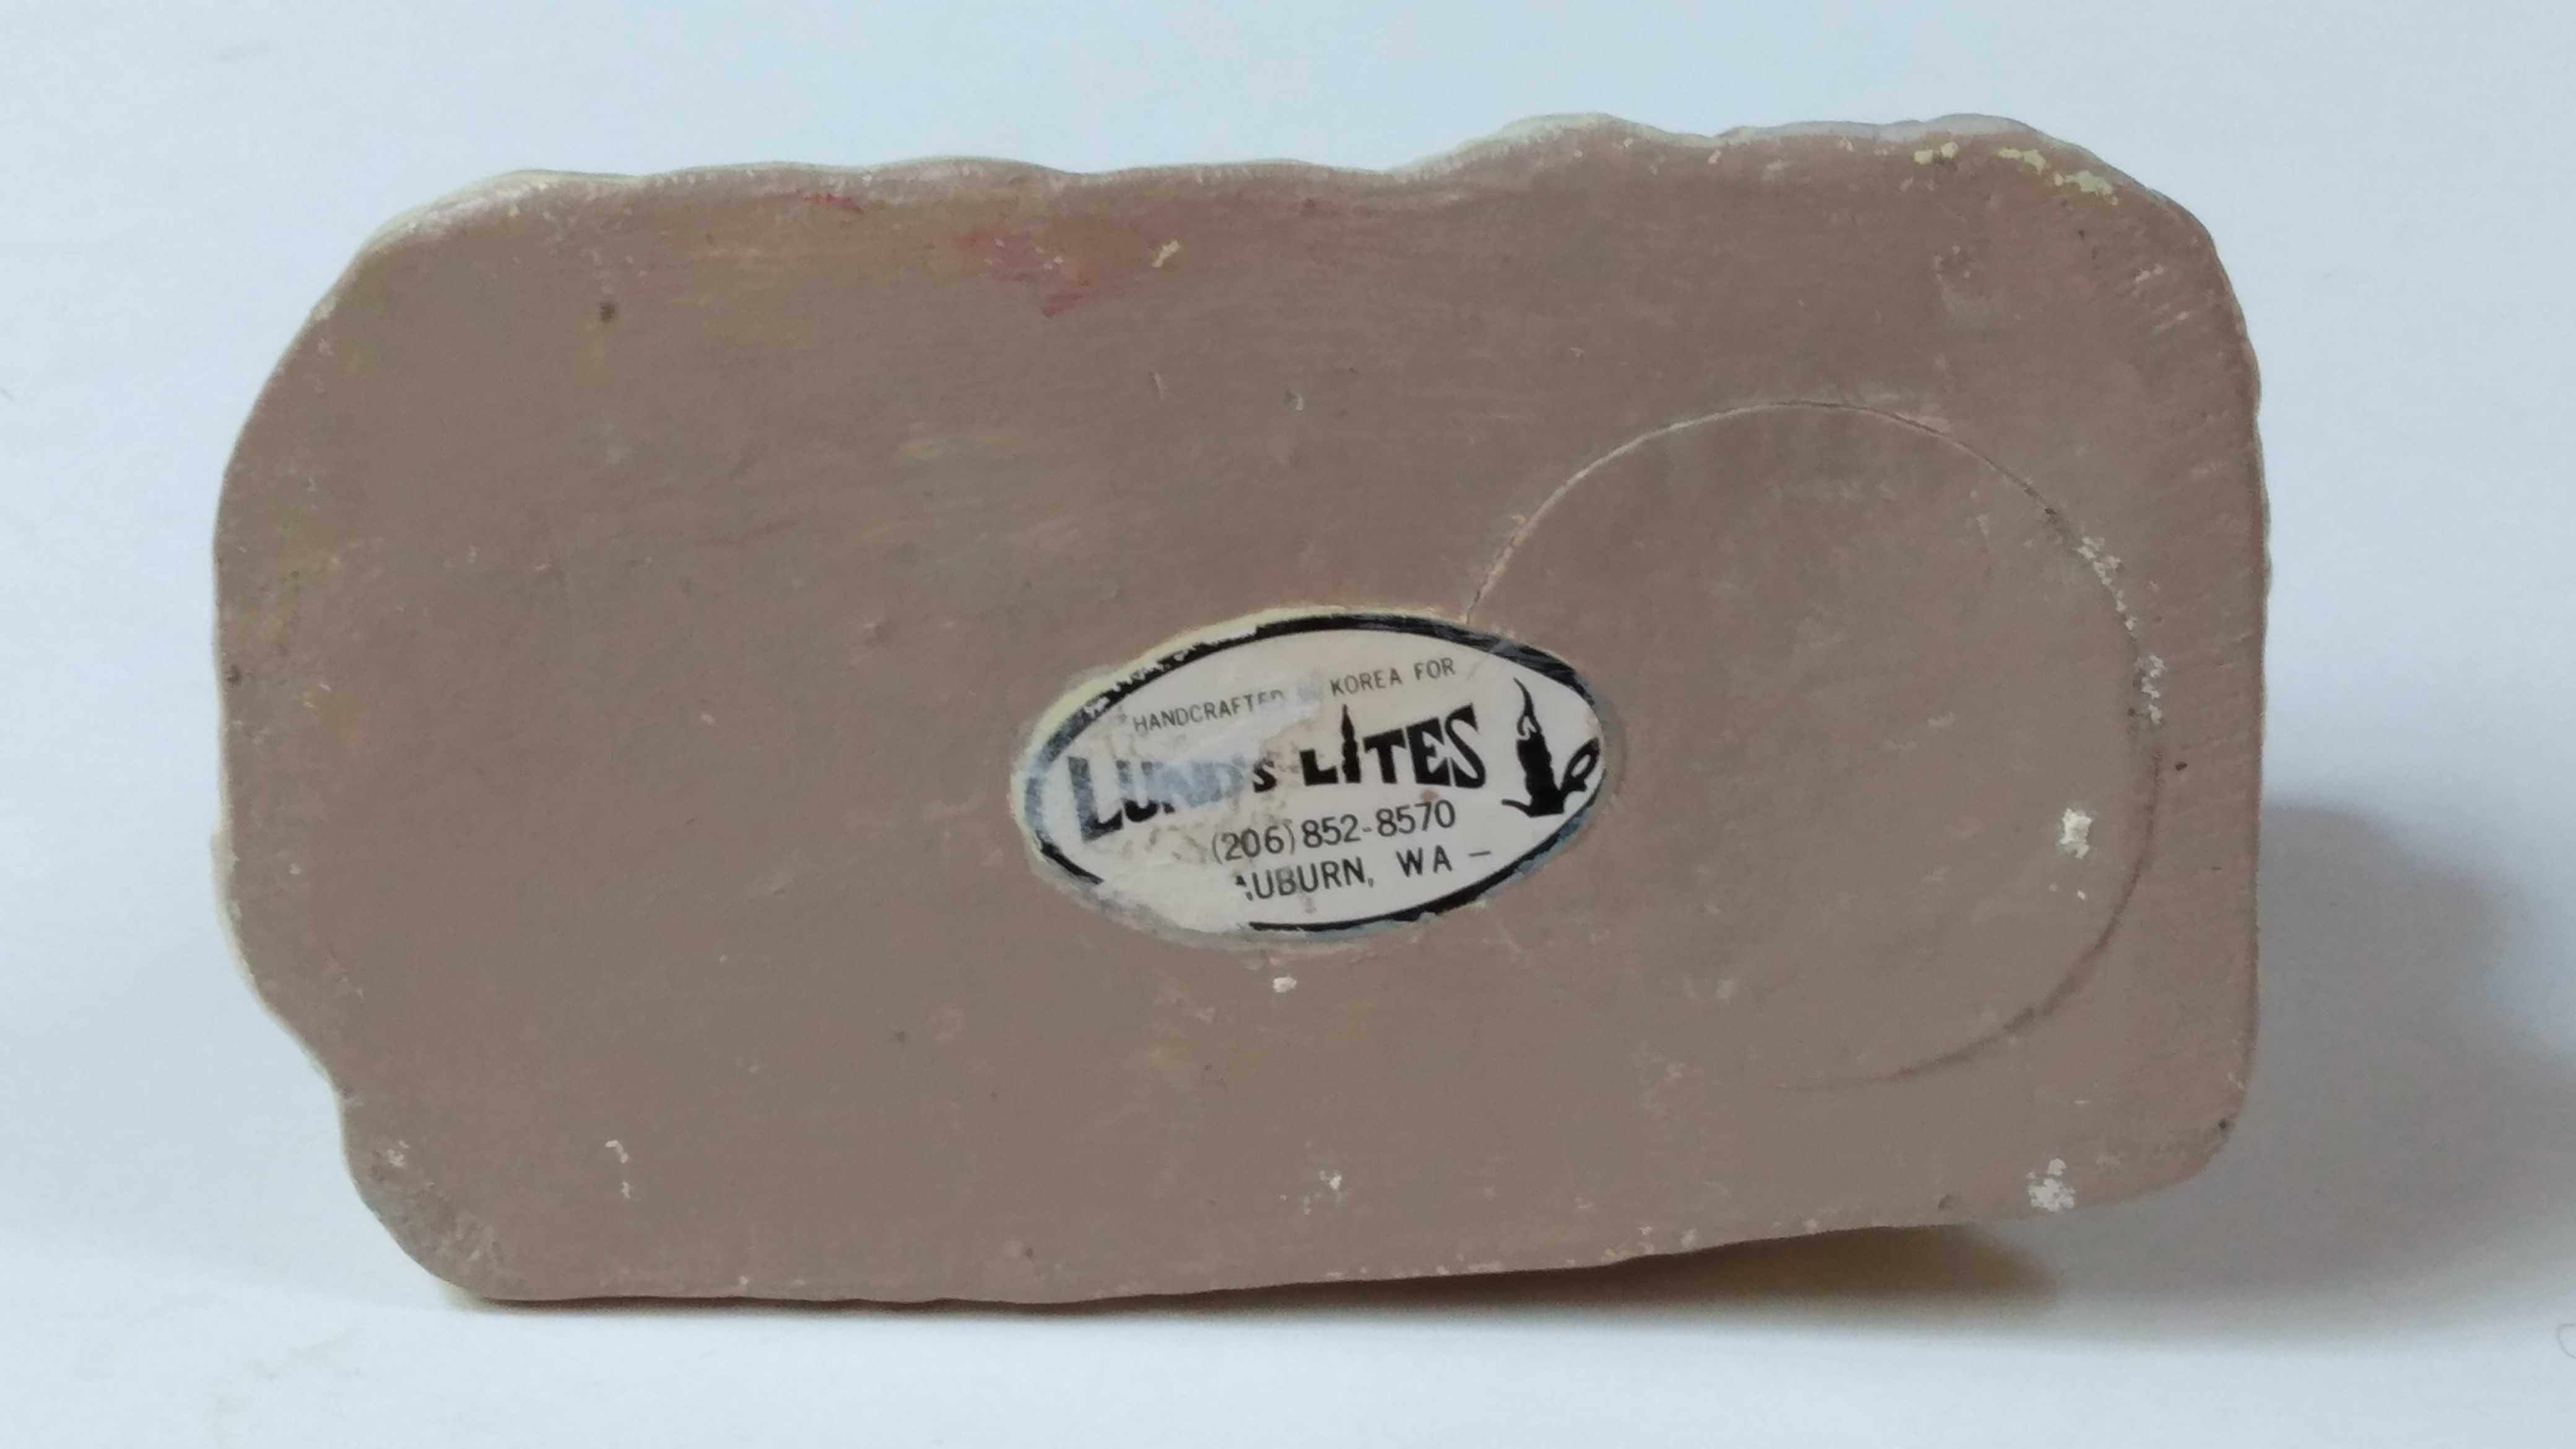 HANDCRAFTED KOREA FOR
LUND'S LITES
(206)852-8570
AUBURN, WA –